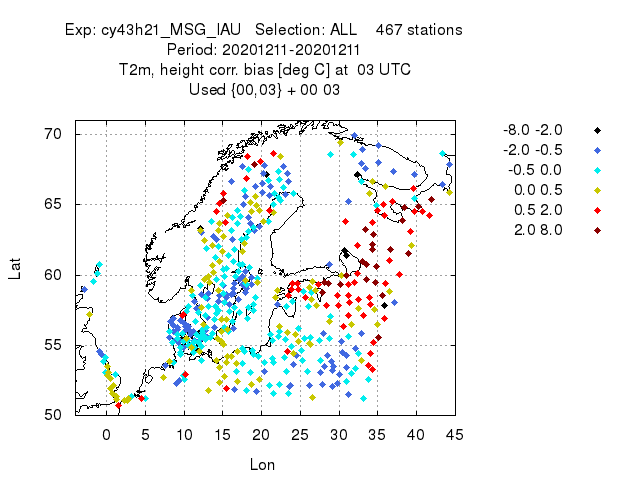 Exp: cy43h21_MSG_IAU   Selection: ALL    467 stations
Period: 20201211-20201211
T2m, height corr. bias [deg C] at  03 UTC
Used {00,03} + 00 03
70
65
60
55
50
0 5 10 15 20 25 30 35 40 45
Lat
Lon
-8.0 -2.0
-2.0 -0.5
-0.5 0.0
0.0 0.5
0.5 2.0
2.0 8.0